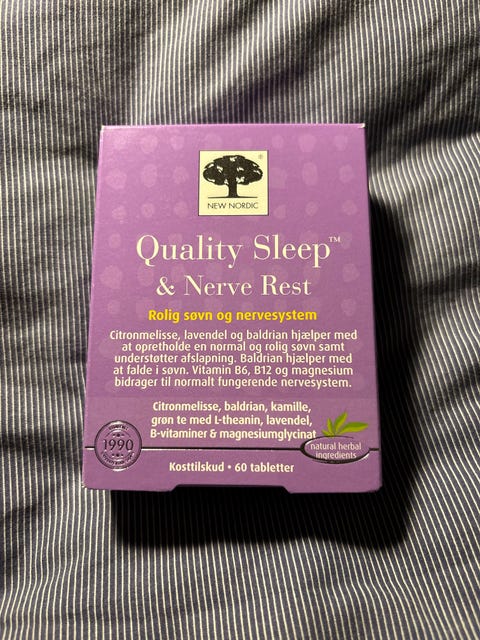 NEW NORDIC
®
Quality Sleep™
& Nerve Rest
Rolig søvn og nervesystem
Citronmelisse, lavendel og baldrian hjælper med
at opretholde en normal og rolig søvn samt
understøtter afslapning. Baldrian hjælper med
at falde i søvn. Vitamin B6, B12 og magnesium
bidrager til normalt fungerende nervesystem.
Citronmelisse, baldrian, kamille,
grøn te med L-theanin, lavendel,
B-vitaminer & magnesiumglycinat
1990
natural herbal
ingredients
Kosttilskud • 60 tabletter